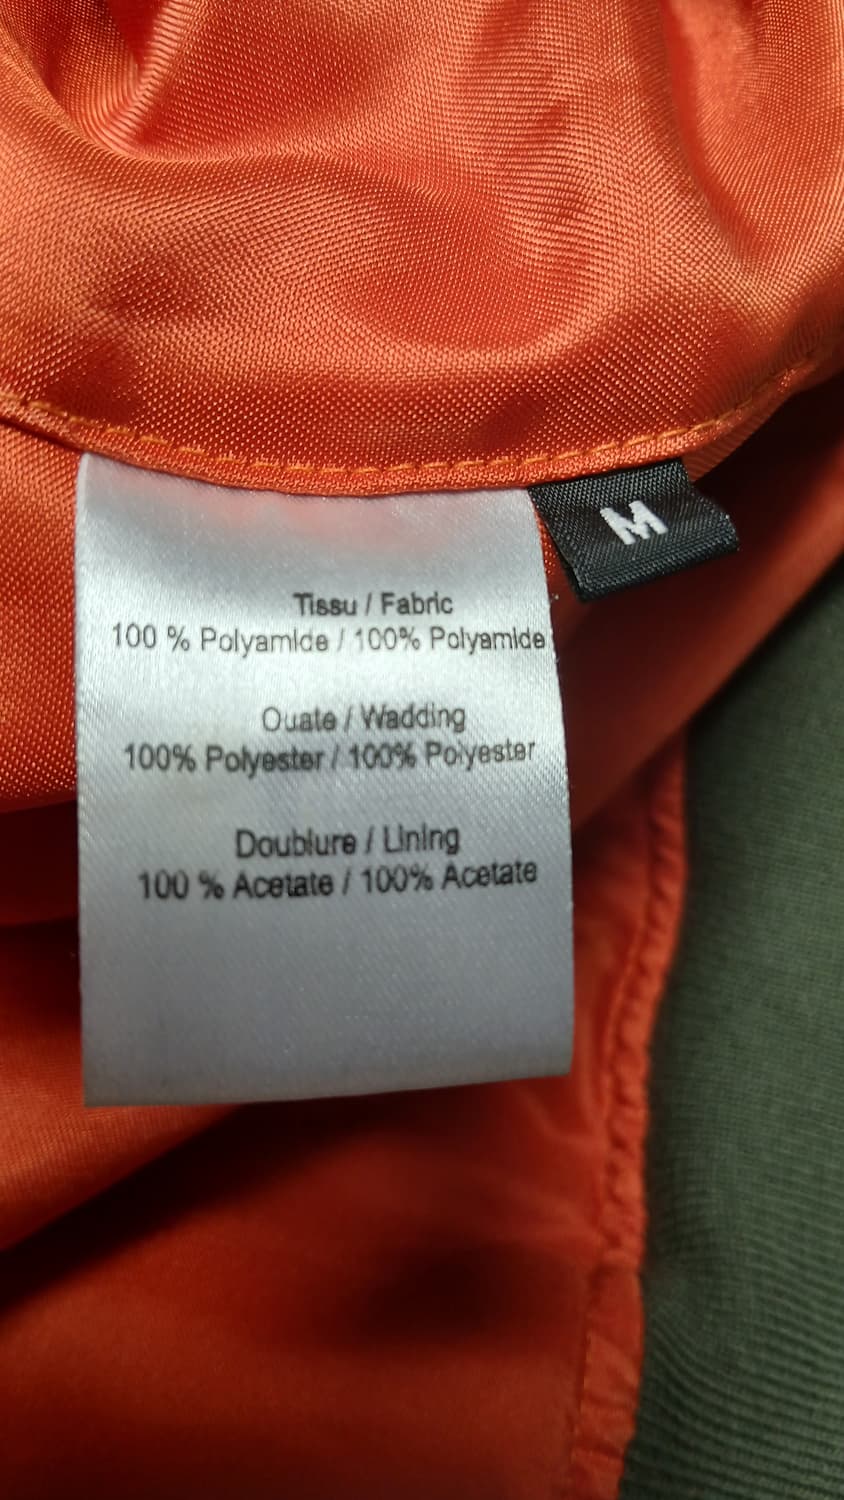 M
Tissu / Fabric
100 % Polyamide / 100% Polyamide
Ouate / Wadding
100% Polyester / 100% Polyester
Doublure / Lining
100 % Acetate / 100% Acetate